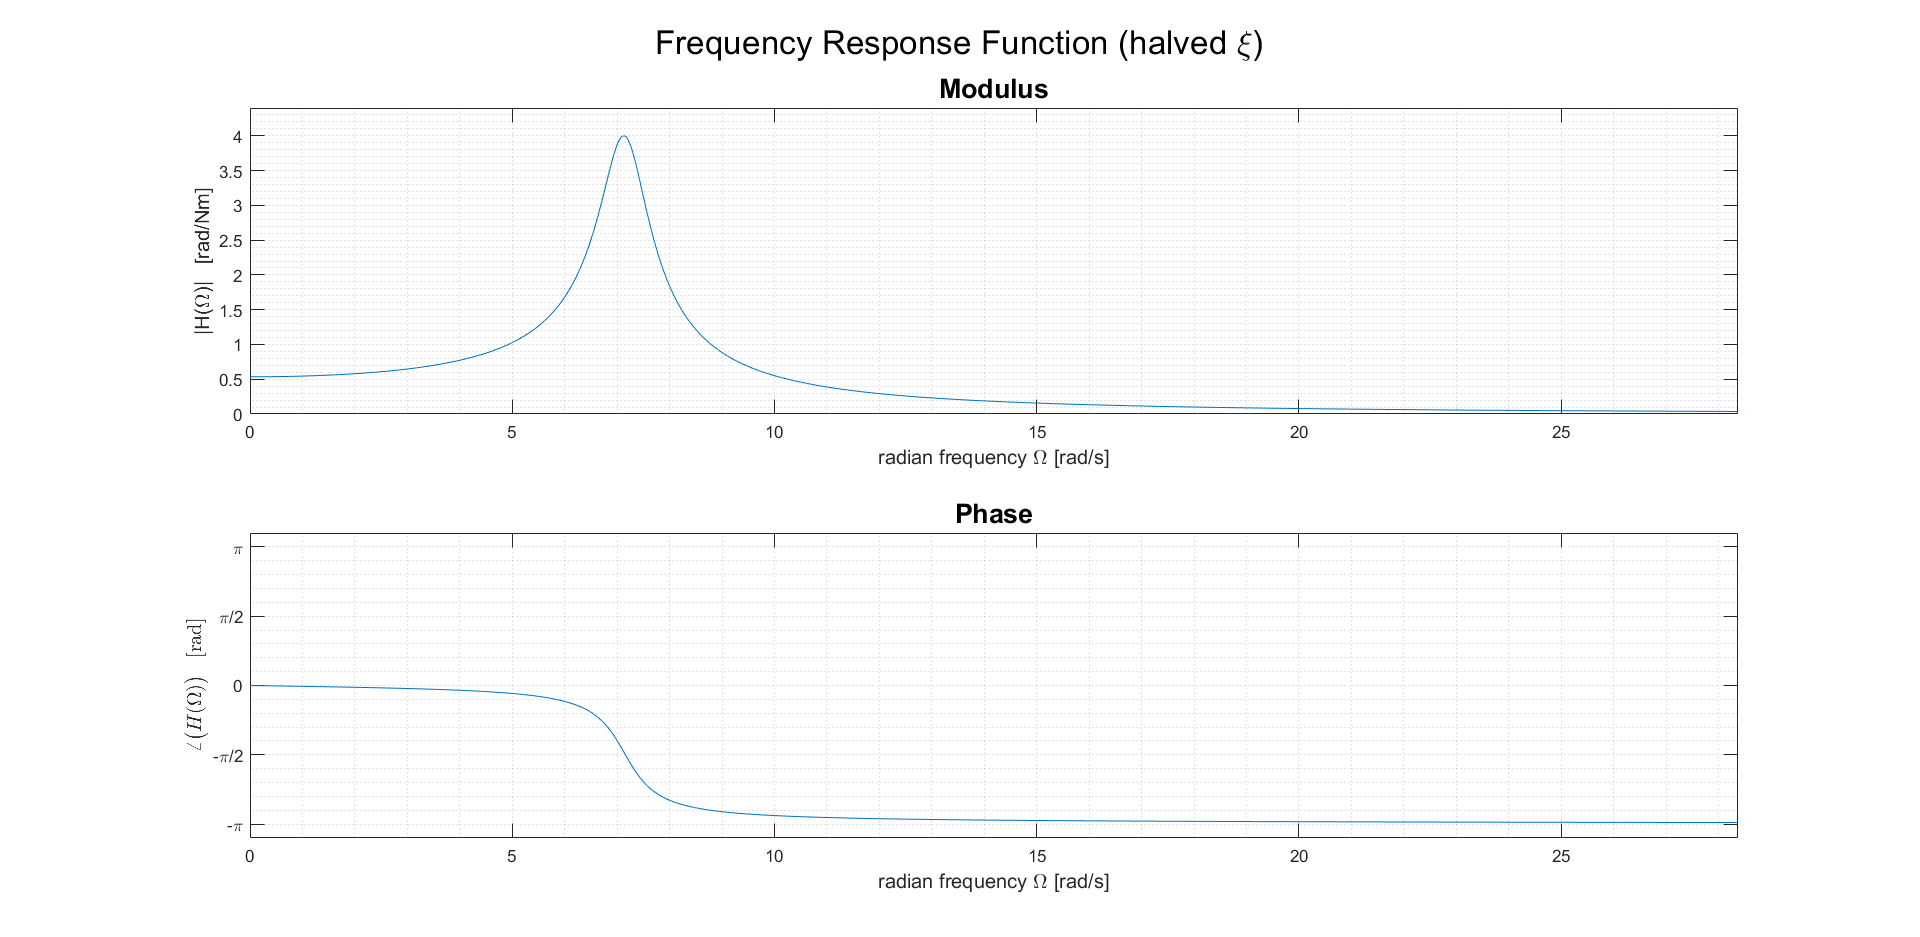 Frequency Response Function (halved ξ)
Modulus
|H(Ω)| [rad/Nm]
4
3.5
3
2.5
2
1.5
1
0.5
0
0 5 10 15 20 25
radian frequency Ω [rad/s]
Phase
∠(H(Ω)) [rad]
π
π/2
0
-π/2
-π
0 5 10 15 20 25
radian frequency Ω [rad/s]